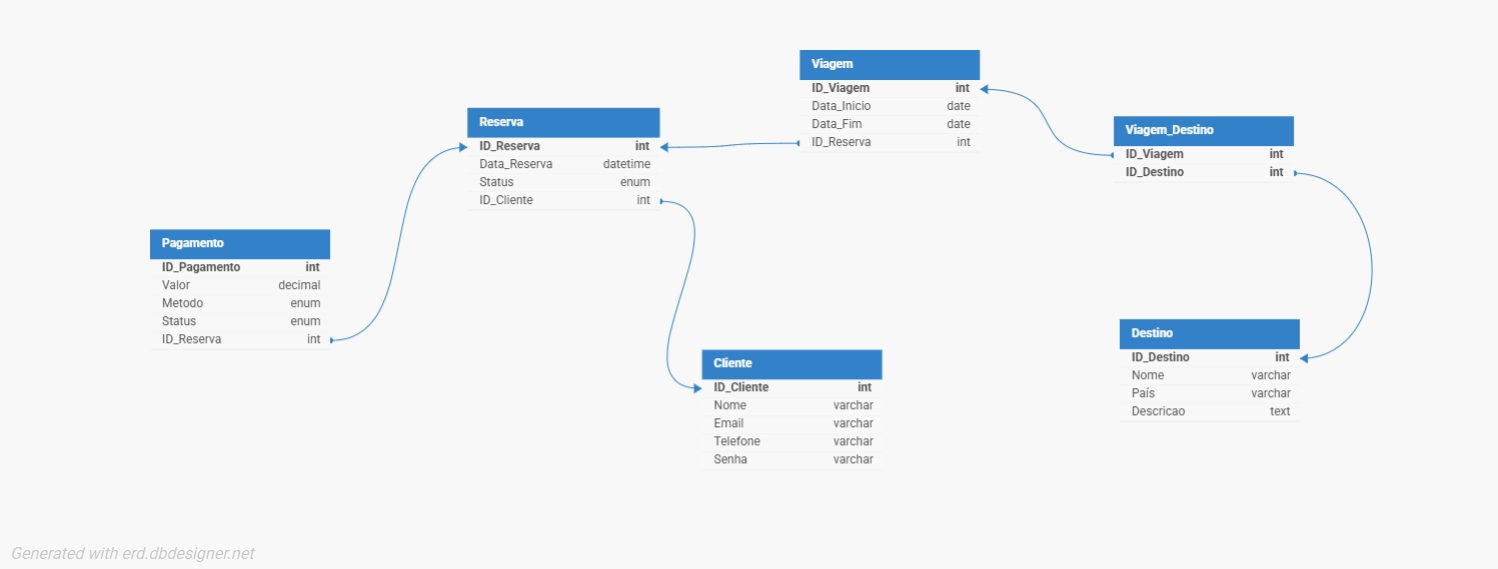 Viagem
ID_Viagem int
Data_Inicio date
Data_Fim date
ID_Reserva int
Reserva
ID_Reserva int
Data_Reserva datetime
Status enum
ID_Cliente int
Viagem_Destino
ID_Viagem int
ID_Destino int
Pagamento
ID_Pagamento int
Valor decimal
Metodo enum
Status enum
ID_Reserva int
Cliente
ID_Cliente int
Nome varchar
Email varchar
Telefone varchar
Senha varchar
Destino
ID_Destino int
Nome varchar
País varchar
Descricao text
Generated with erd.dbdesigner.net